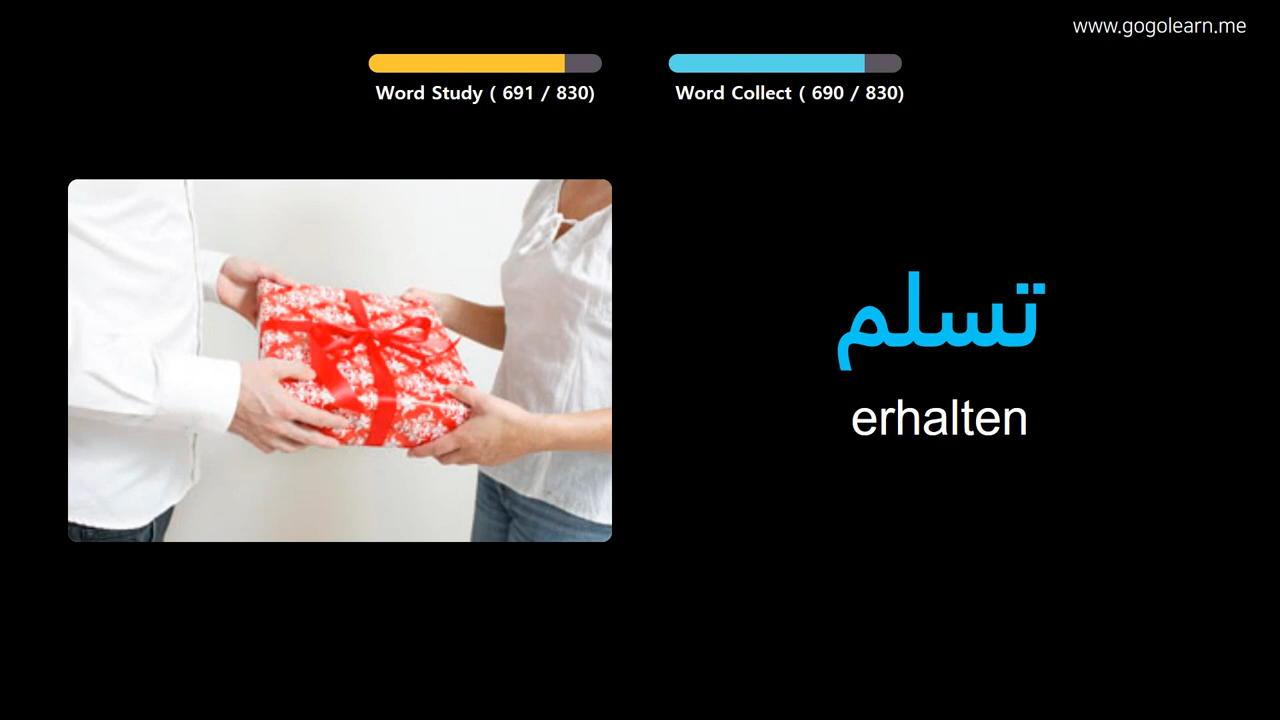 www.gogolearn.me
Word Study ( 691 / 830)
Word Collect ( 690 / 830)
تسلم
erhalten